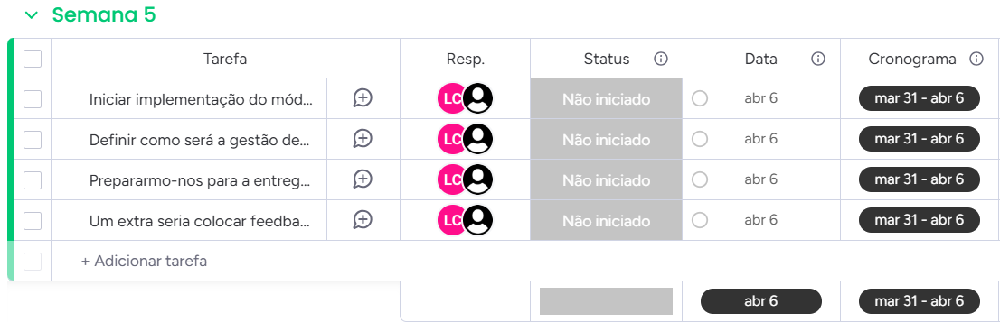 Semana 5
Tarefa Resp. Status Data Cronograma
Iniciar implementação do mód... LC Não iniciado abr 6 mar 31 - abr 6
Definir como será a gestão de... LC Não iniciado abr 6 mar 31 - abr 6
Prepararmo-nos para a entreg... LC Não iniciado abr 6 mar 31 - abr 6
Um extra seria colocar feedba... LC Não iniciado abr 6 mar 31 - abr 6
+ Adicionar tarefa
abr 6 mar 31 - abr 6